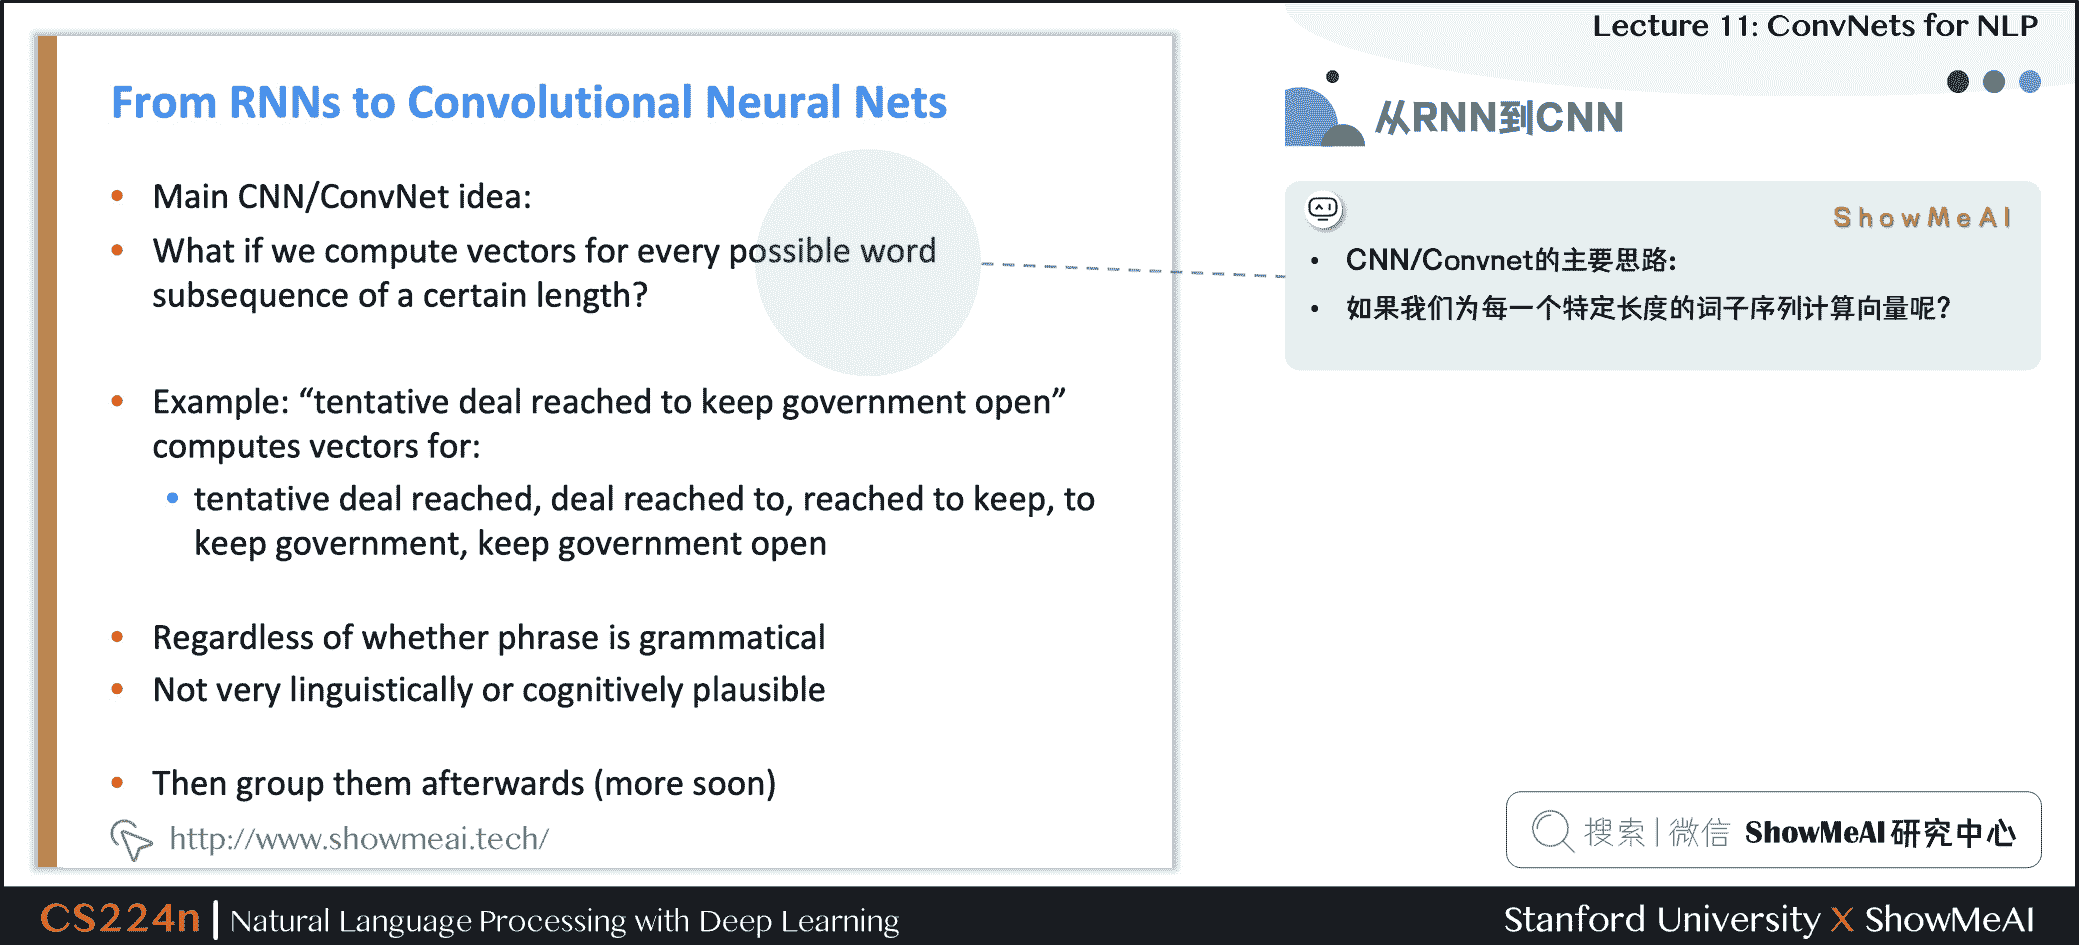 Lecture 11: ConvNets for NLP
From RNNs to Convolutional Neural Nets
• Main CNN/ConvNet idea:
• What if we compute vectors for every possible word
subsequence of a certain length?
• Example: “tentative deal reached to keep government open”
computes vectors for:
• tentative deal reached, deal reached to, reached to keep, to
keep government, keep government open
• Regardless of whether phrase is grammatical
• Not very linguistically or cognitively plausible
• Then group them afterwards (more soon)
http://www.showmeai.tech/
从RNN到CNN
ShowMeAI
• CNN/Convnet的主要思路:
• 如果我们为每一个特定长度的词子序列计算向量呢?
搜索|微信 ShowMeAI 研究中心
CS224n | Natural Language Processing with Deep Learning
Stanford University X ShowMeAI